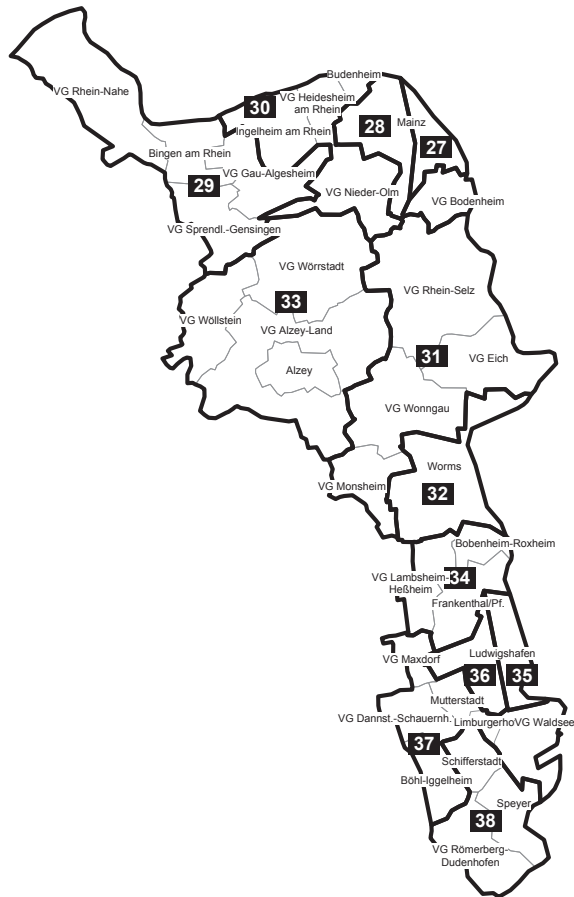 VG Rhein-Nahe
Budenheim
VG Heidesheim
am Rhein
30
Ingelheim am Rhein
28
Mainz
27
Bingen am Rhein
VG Gau-Algesheim
29
VG Nieder-Olm
VG Bodenheim
VG Sprendl.-Gensingen
VG Wörrstadt
VG Rhein-Selz
33
VG Wöllstein
VG Alzey-Land
31
VG Eich
Alzey
VG Wonngau
Worms
VG Monsheim
32
Bobenheim-Roxheim
VG Lambsheim-
Heßheim
34
Frankenthal/Pf.
Ludwigshafen
VG Maxdorf
36
35
Mutterstadt
VG Dannst.-Schauernh.
Limburgerho
VG Waldsee
37
Schifferstadt
Böhl-Iggelheim
Speyer
38
VG Römerberg-
Dudenhofen